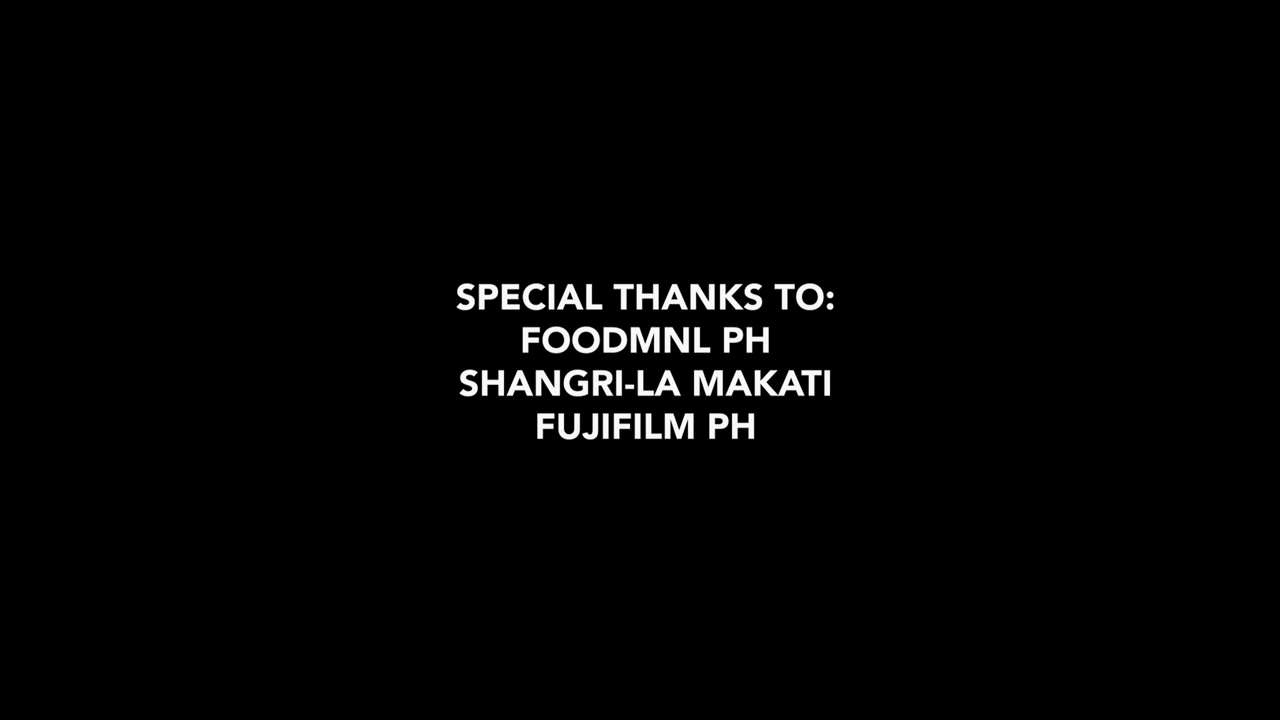 SPECIAL THANKS TO:
FOODMNL PH
SHANGRI-LA MAKATI
FUJIFILM PH